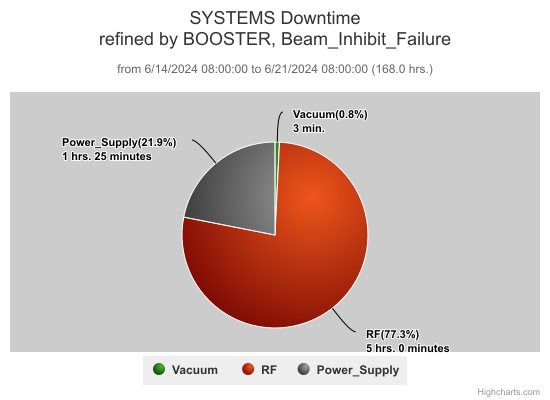 SYSTEMS Downtime
refined by BOOSTER, Beam_Inhibit_Failure
from 6/14/2024 08:00:00 to 6/21/2024 08:00:00 (168.0 hrs.)
Vacuum(0.8%)
3 min.
Power_Supply(21.9%)
1 hrs. 25 minutes
RF(77.3%)
5 hrs. 0 minutes
Vacuum RF Power_Supply
Highcharts.com